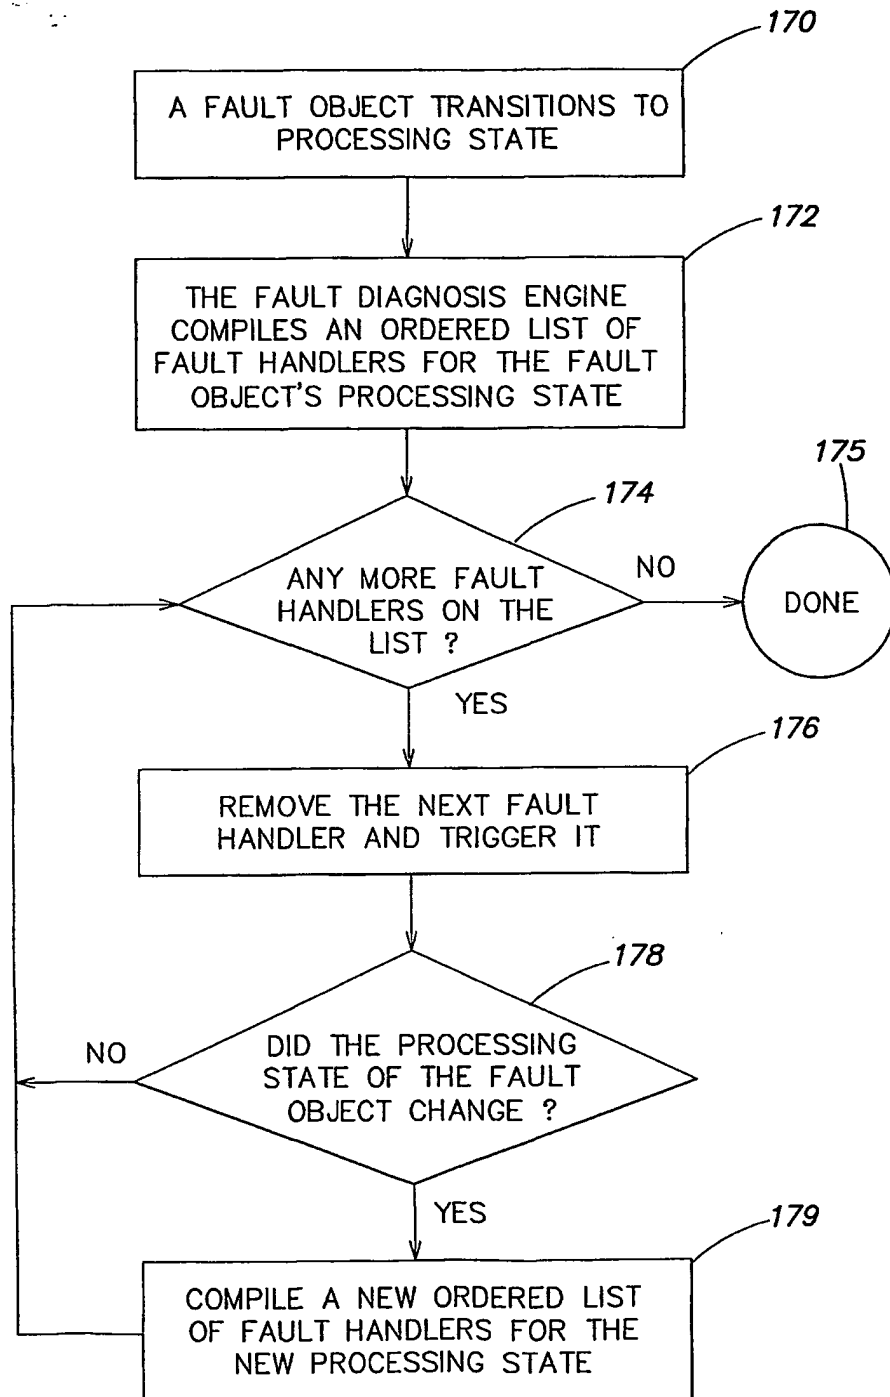 170
A FAULT OBJECT TRANSITIONS TO
PROCESSING STATE
172
THE FAULT DIAGNOSIS ENGINE
COMPILES AN ORDERED LIST OF
FAULT HANDLERS FOR THE FAULT
OBJECT'S PROCESSING STATE
174
175
ANY MORE FAULT
HANDLERS ON THE
LIST ?
NO
DONE
YES
176
REMOVE THE NEXT FAULT
HANDLER AND TRIGGER IT
178
DID THE PROCESSING
STATE OF THE FAULT
OBJECT CHANGE ?
NO
YES
179
COMPILE A NEW ORDERED LIST
OF FAULT HANDLERS FOR THE
NEW PROCESSING STATE